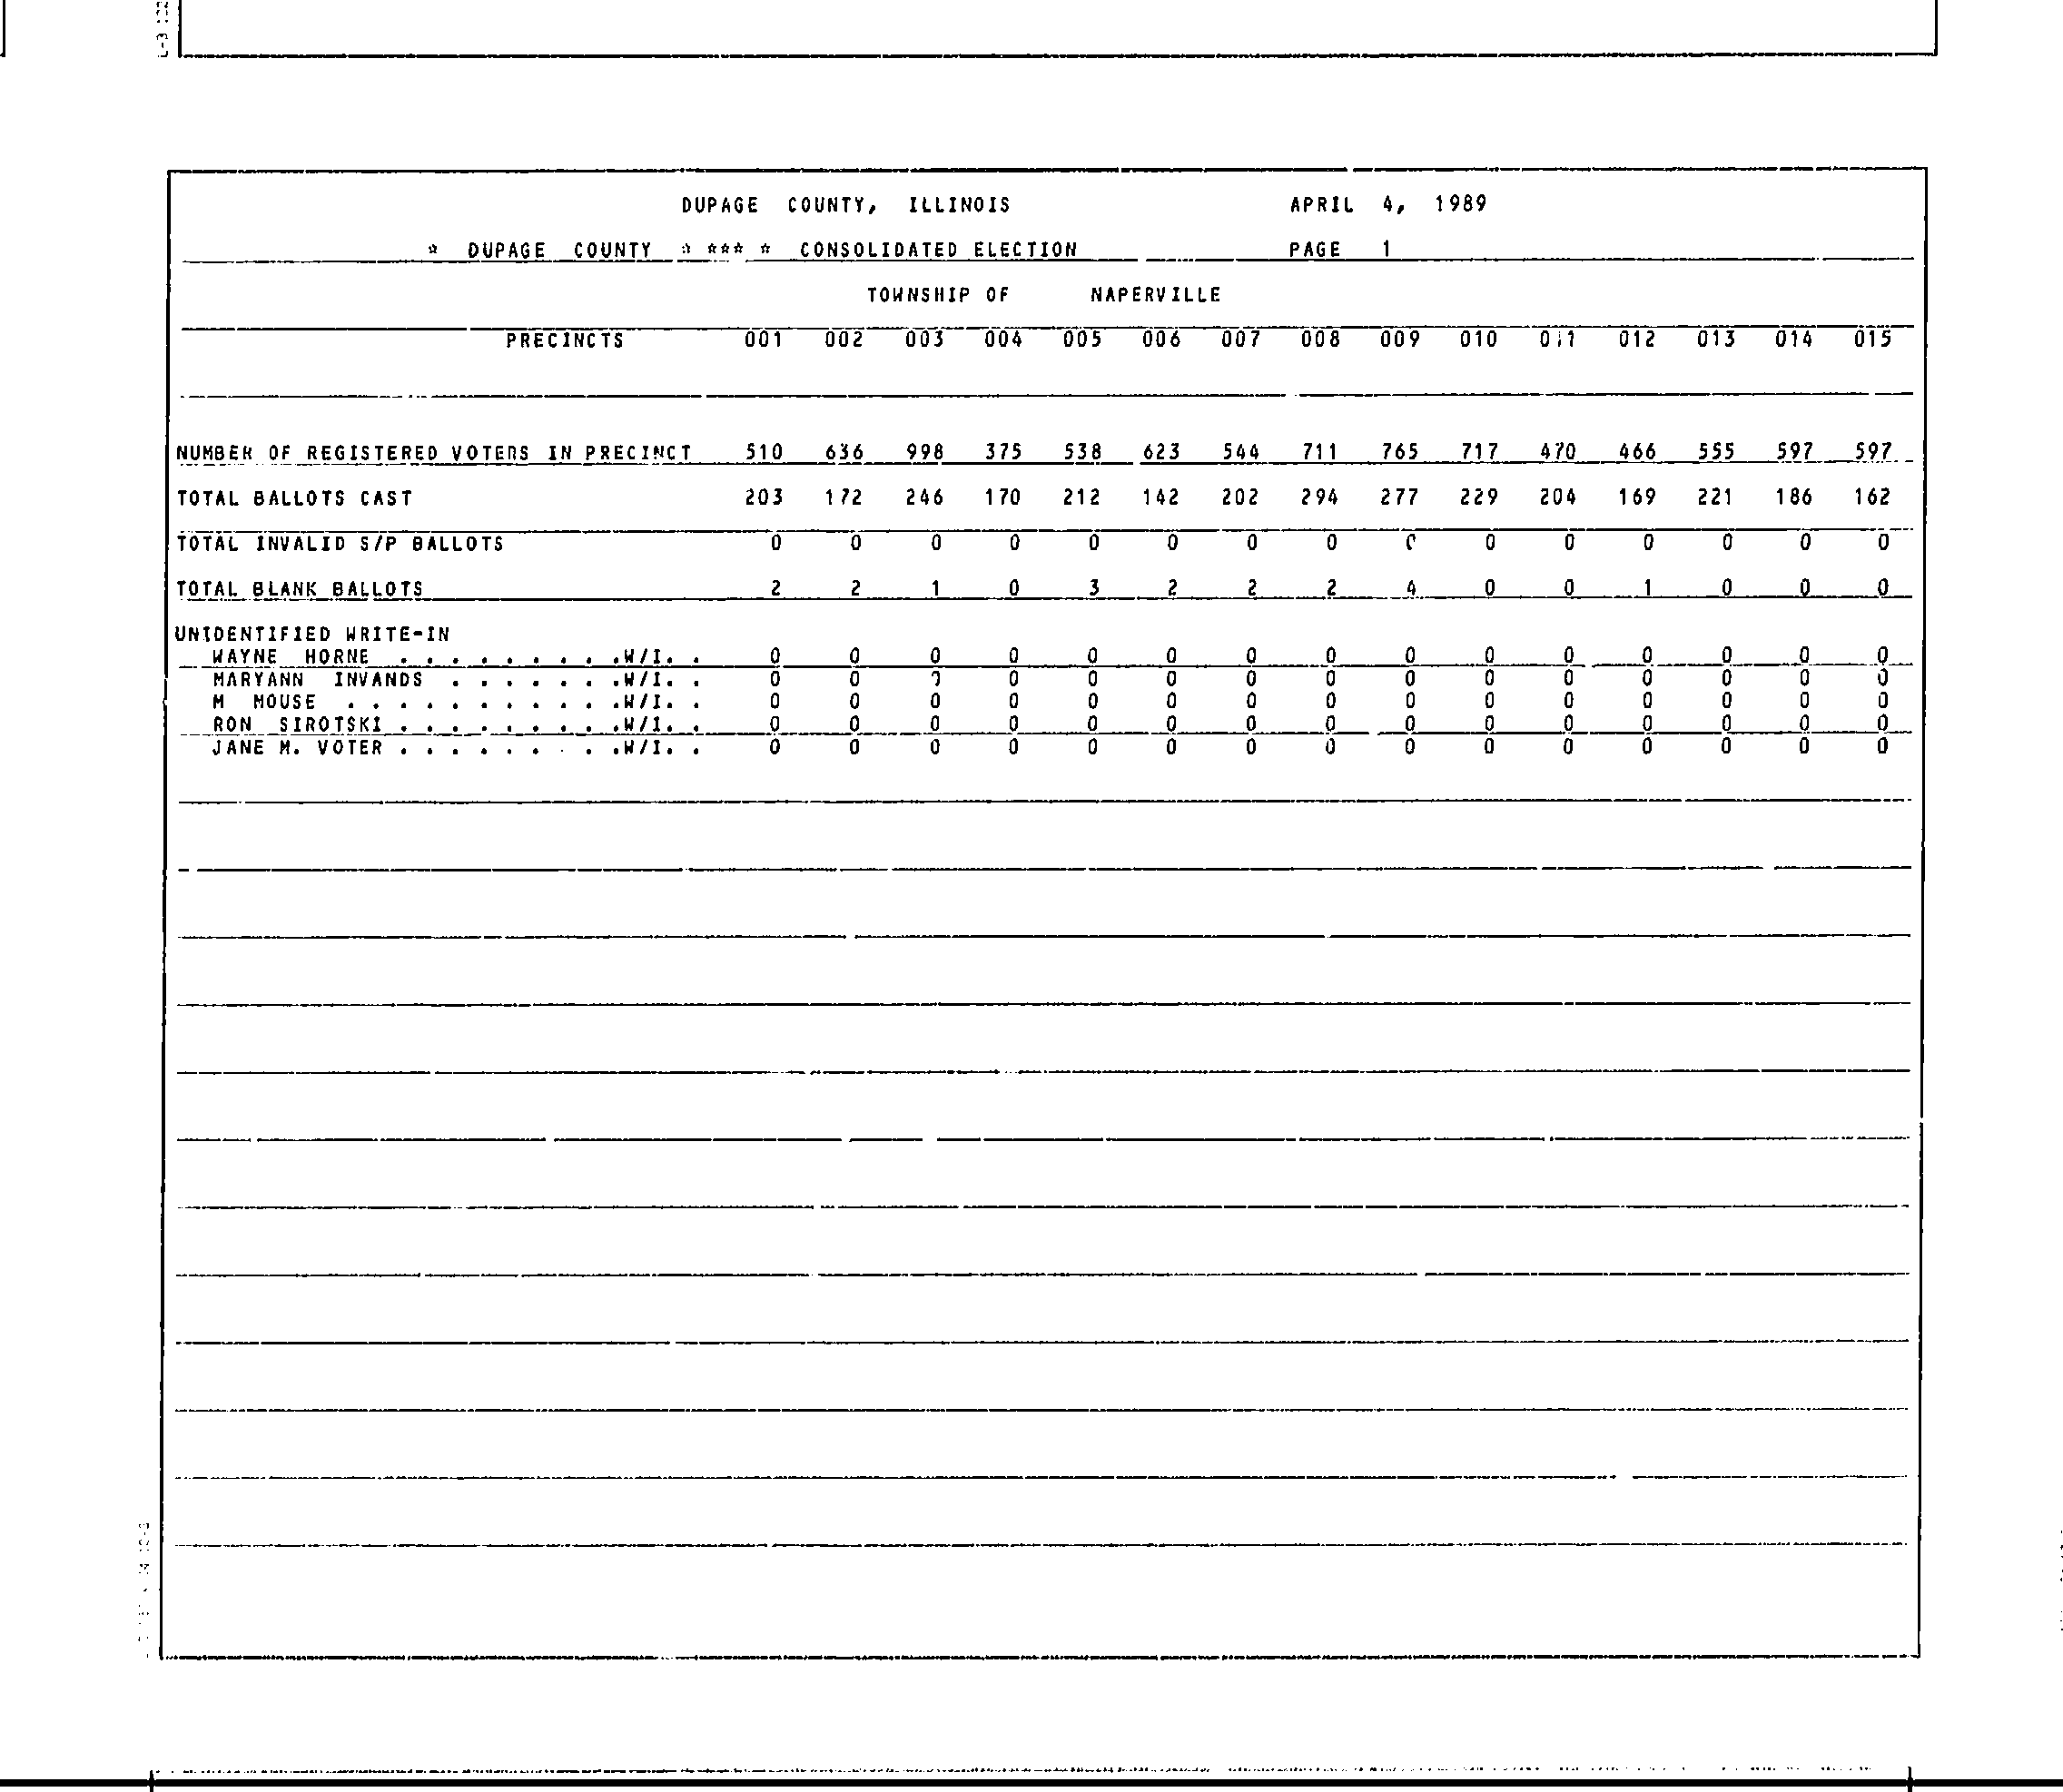 DUPAGE COUNTY, ILLINOIS APRIL 4, 1989
* DUPAGE COUNTY * *** * CONSOLIDATED ELECTION PAGE 1
TOWNSHIP OF NAPERVILLE
PRECINCTS 001 002 003 004 005 006 007 008 009 010 011 012 013 014 015
NUMBER OF REGISTERED VOTERS IN PRECINCT 510 636 998 375 538 623 544 711 765 717 470 466 555 597 597
TOTAL BALLOTS CAST 203 172 246 170 212 142 202 294 277 229 204 169 221 186 162
TOTAL INVALID S/P BALLOTS 0 0 0 0 0 0 0 0 0 0 0 0 0 0 0
TOTAL BLANK BALLOTS 2 2 1 0 3 2 2 2 4 0 0 1 0 0 0
UNIDENTIFIED WRITE-IN
WAYNE HORNE . . . . . . . . .W/I. . 0 0 0 0 0 0 0 0 0 0 0 0 0 0 0
MARYANN INVANDS . . . . . . .W/I. . 0 0 0 0 0 0 0 0 0 0 0 0 0 0 0
M MOUSE . . . . . . . . . . .W/I. . 0 0 0 0 0 0 0 0 0 0 0 0 0 0 0
RON SIROTSKI . . . . . . . . .W/I. . 0 0 0 0 0 0 0 0 0 0 0 0 0 0 0
JANE M. VOTER . . . . . . . . .W/I. . 0 0 0 0 0 0 0 0 0 0 0 0 0 0 0